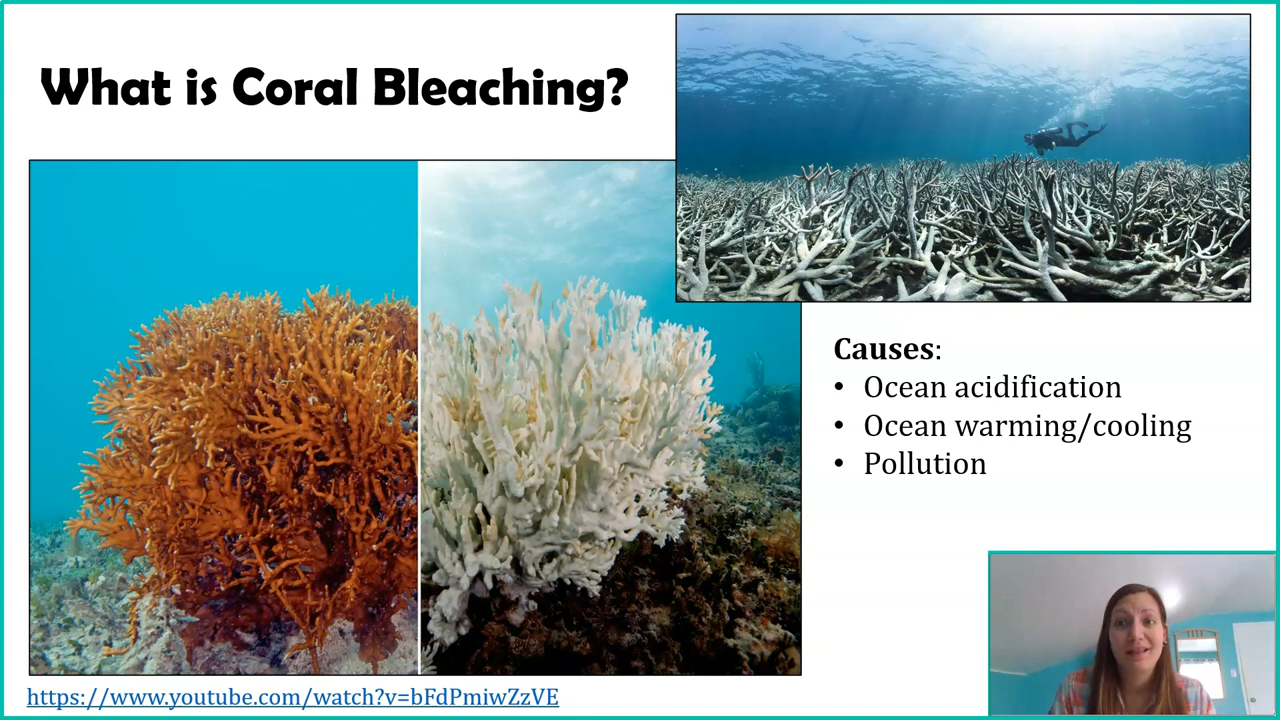 What is Coral Bleaching?
Causes:
• Ocean acidification
• Ocean warming/cooling
• Pollution
https://www.youtube.com/watch?v=bFdPmiwZzVE